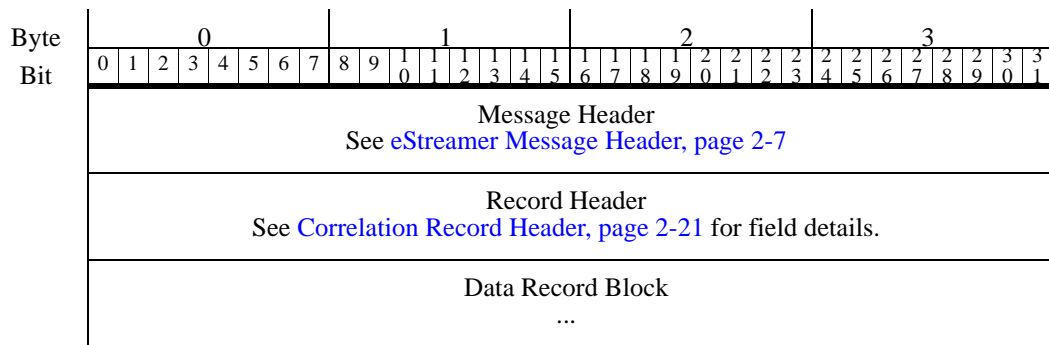 Byte 0 1 2 3
Bit 0 1 2 3 4 5 6 7 8 9 10 11 12 13 14 15 16 17 18 19 20 21 22 23 24 25 26 27 28 29 30 31
Message Header
See eStreamer Message Header, page 2-7
Record Header
See Correlation Record Header, page 2-21 for field details.
Data Record Block
...